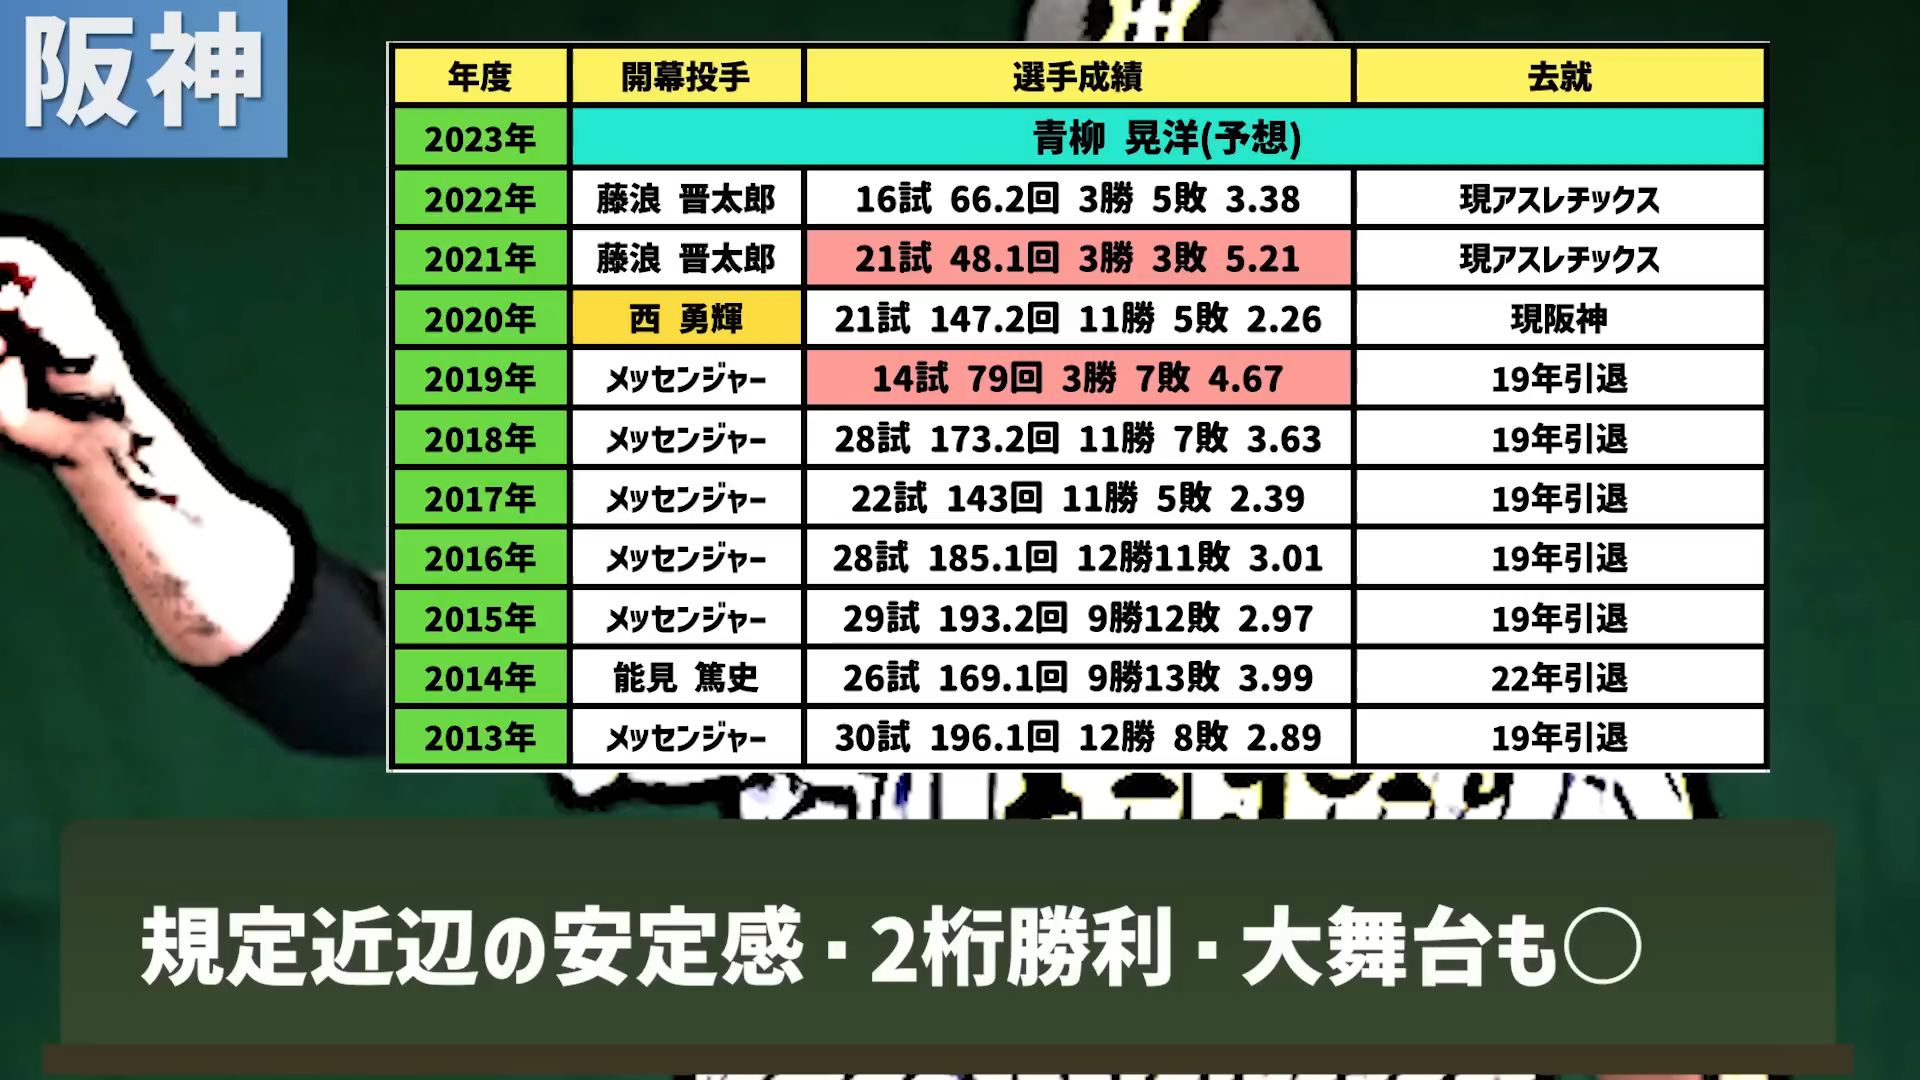 阪神
年度 開幕投手 選手成績 去就
2023年 青柳 晃洋(予想)
2022年 藤浪 晋太郎 16試 66.2回 3勝 5敗 3.38 現アスレチックス
2021年 藤浪 晋太郎 21試 48.1回 3勝 3敗 5.21 現アスレチックス
2020年 西 勇輝 21試 147.2回 11勝 5敗 2.26 現阪神
2019年 メッセンジャー 14試 79回 3勝 7敗 4.67 19年引退
2018年 メッセンジャー 28試 173.2回 11勝 7敗 3.63 19年引退
2017年 メッセンジャー 22試 143回 11勝 5敗 2.39 19年引退
2016年 メッセンジャー 28試 185.1回 12勝11敗 3.01 19年引退
2015年 メッセンジャー 29試 193.2回 9勝12敗 2.97 19年引退
2014年 能見 篤史 26試 169.1回 9勝13敗 3.99 22年引退
2013年 メッセンジャー 30試 196.1回 12勝 8敗 2.89 19年引退
規定近辺の安定感・2桁勝利・大舞台も○